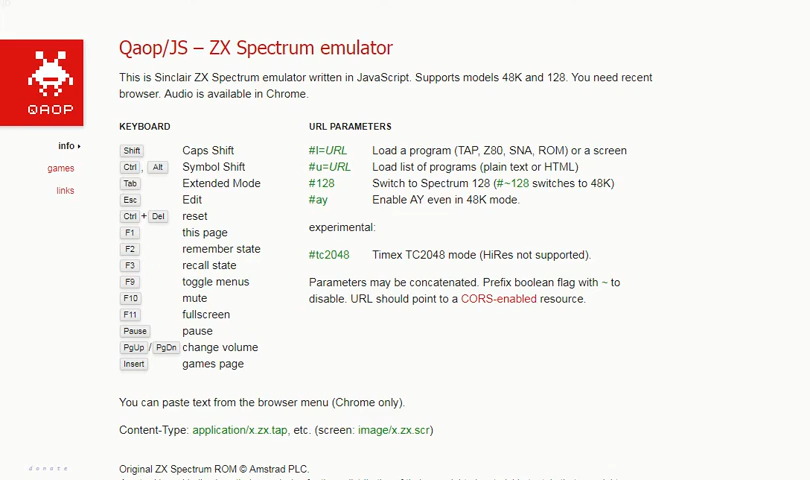 Qaop/JS – ZX Spectrum emulator
This is Sinclair ZX Spectrum emulator written in JavaScript. Supports models 48K and 128. You need recent
browser. Audio is available in Chrome.
QAOP
info
games
links
KEYBOARD
Shift Caps Shift
Ctrl, Alt Symbol Shift
Tab Extended Mode
Esc Edit
Ctrl + Del reset
F1 this page
F2 remember state
F3 recall state
F9 toggle menus
F10 mute
F11 fullscreen
Pause pause
PgUp / PgDn change volume
Insert games page
URL PARAMETERS
#l=URL Load a program (TAP, Z80, SNA, ROM) or a screen
#u=URL Load list of programs (plain text or HTML)
#128 Switch to Spectrum 128 (#~128 switches to 48K)
#ay Enable AY even in 48K mode.
experimental:
#tc2048 Timex TC2048 mode (HiRes not supported).
Parameters may be concatenated. Prefix boolean flag with ~ to
disable. URL should point to a CORS-enabled resource.
You can paste text from the browser menu (Chrome only).
Content-Type: application/x.zx.tap, etc. (screen: image/x.zx.scr)
donate
Original ZX Spectrum ROM © Amstrad PLC.